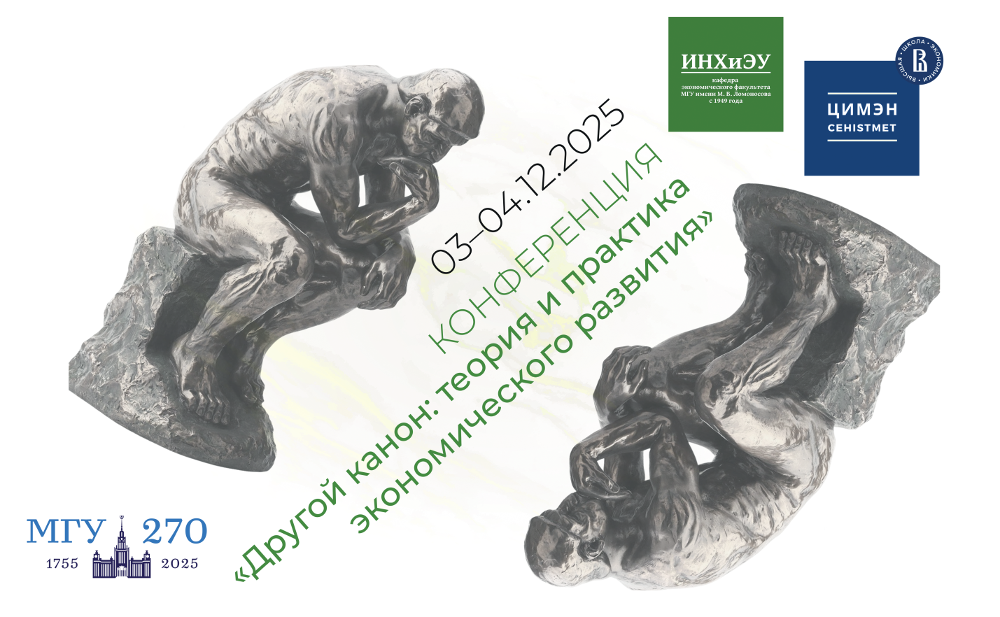 ИНХиЭУ
кафедра
экономического факультета
МГУ имени М. В. Ломоносова
с 1949 года
ВЫСШАЯ • ШКОЛА • ЭКОНОМИКИ •
ЦИМЭН
CEHISTMET
03–04.12.2025
КОНФЕРЕНЦИЯ
«Другой канон: теория и практика
экономического развития»
МГУ 270
1755 2025